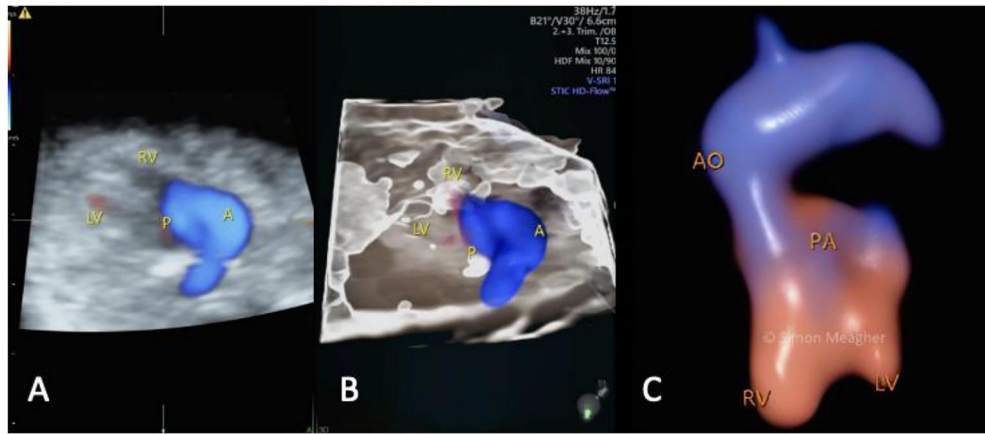 38Hz/1.7
B21°/V30°/ 6.6cm
2.+3. Trim. /OB
T12.5
Mix 100/0
HDF Mix 10/90
HR 84
V-SRI 1
STIC HD-Flow™
RV
LV
P
A
A
RV
LV
P
A
B
AO
PA
© Simon Meagher
RV
LV
C